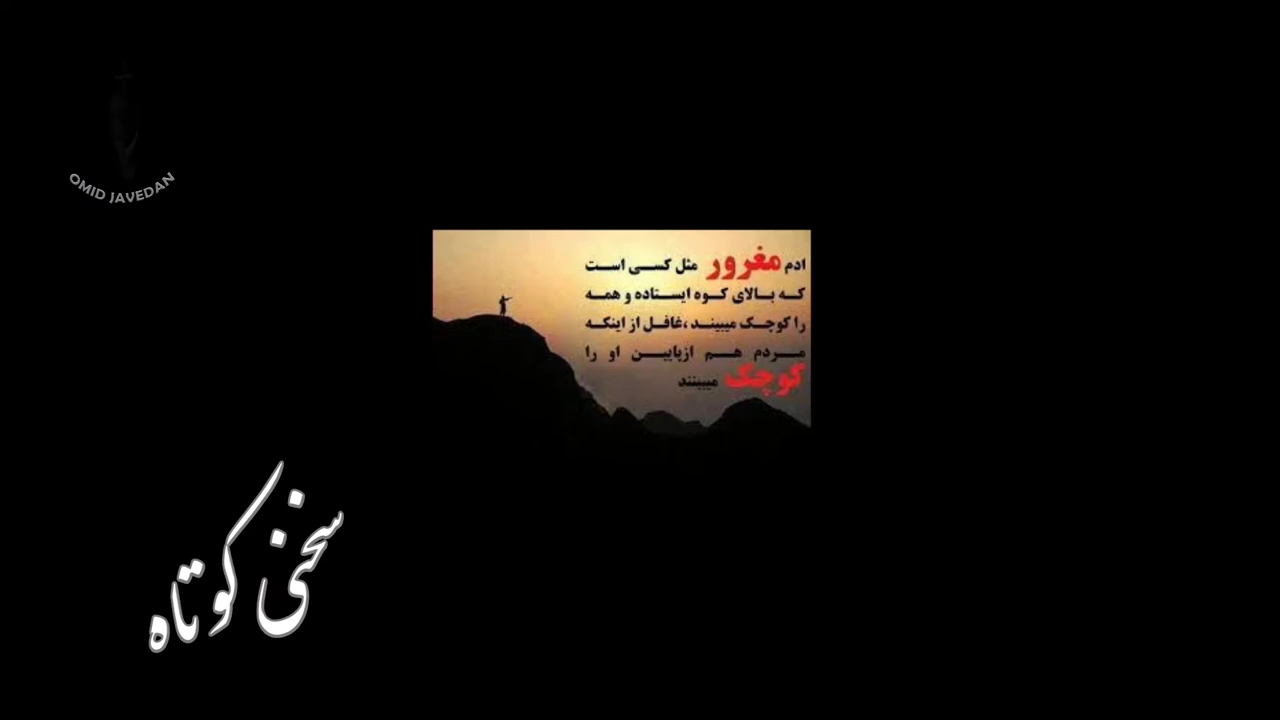 OMID JAVEDAN
ادم مغرور مثل کسی است
که بالای کوه ایستاده و همه
را کوچک میبیند ،غافل از اینکه
مردم هم ازپایین او را
کوچک میبینند
سخنی کوتاه